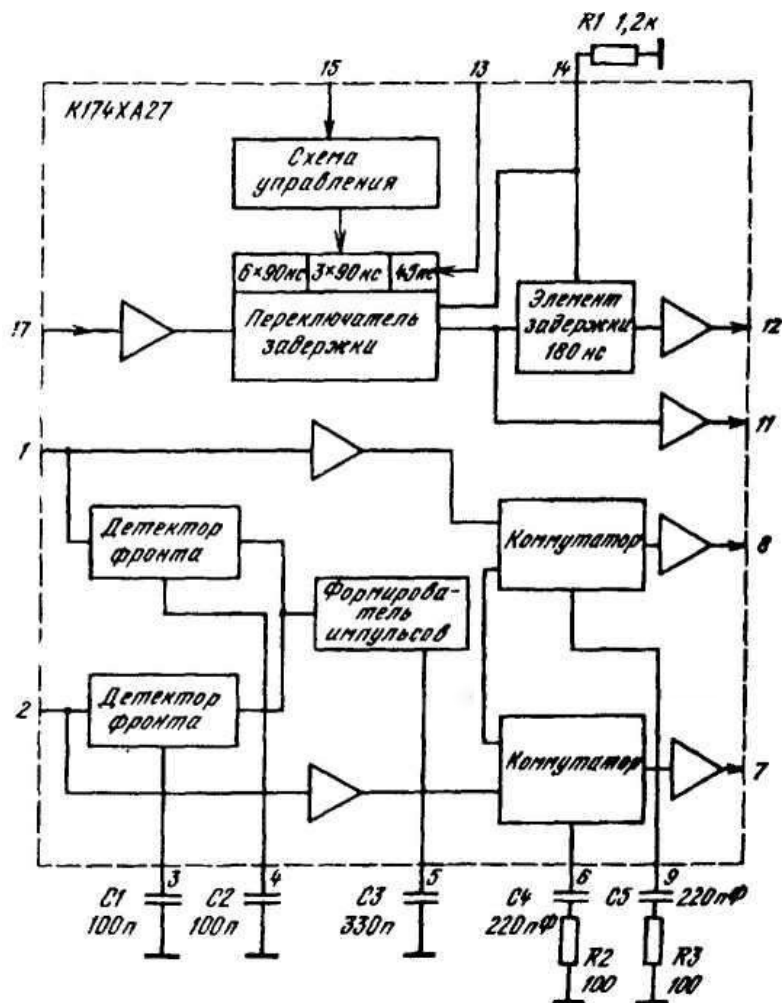 R1 1,2к
15
13
14
К174ХА27
Схема
управления
6×90нс
3×90нс
45нс
Переключатель
задержки
Элемент
задержки
180 нс
17
12
11
1
Детектор
фронта
Коммутатор
8
Формирова-
тель
импульсов
2
Детектор
фронта
Коммутатор
7
3
4
5
6
9
C1
100п
C2
100п
C3
330п
C4
220пФ
C5
220пФ
R2
100
R3
100